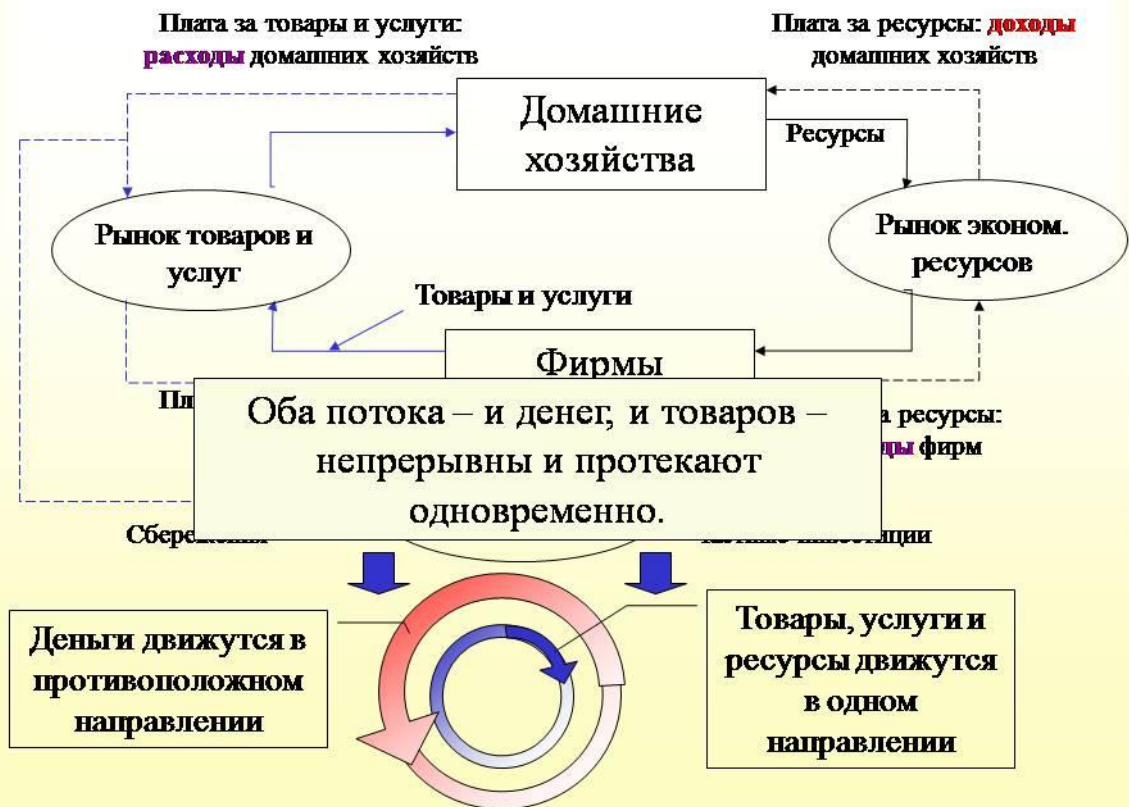 Плата за товары и услуги:
расходы домашних хозяйств
Плата за ресурсы: доходы
домашних хозяйств
Домашние
хозяйства
Ресурсы
Рынок товаров и
услуг
Рынок эконом.
ресурсов
Товары и услуги
Фирмы
Оба потока – и денег, и товаров –
непрерывны и протекают
одновременно.
ресурсы:
фирм
Сбережения
Деньги движутся в
противоположном
направлении
Товары, услуги и
ресурсы движутся
в одном
направлении